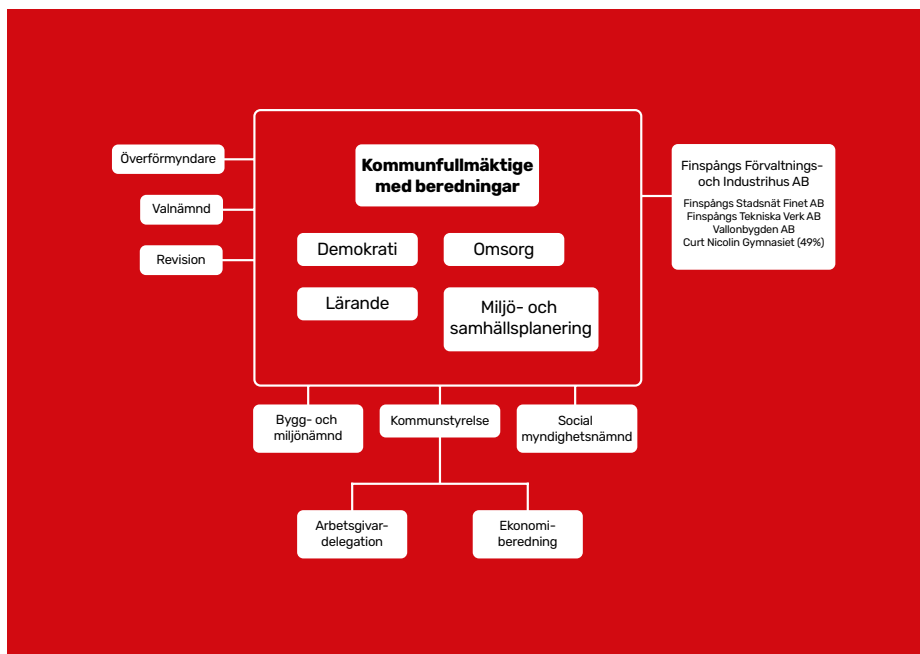 Kommunfullmäktige
med beredningar
Överförmyndare
Valnämnd
Revision
Demokrati
Omsorg
Lärande
Miljö- och
samhällsplanering
Finspångs Förvaltnings-
och Industrihus AB
Finspångs Stadsnät Finet AB
Finspångs Tekniska Verk AB
Vallonbygden AB
Curt Nicolin Gymnasiet (49%)
Bygg- och
miljönämnd
Kommunstyrelse
Social
myndighetsnämnd
Arbetsgivar-
delegation
Ekonomi-
beredning